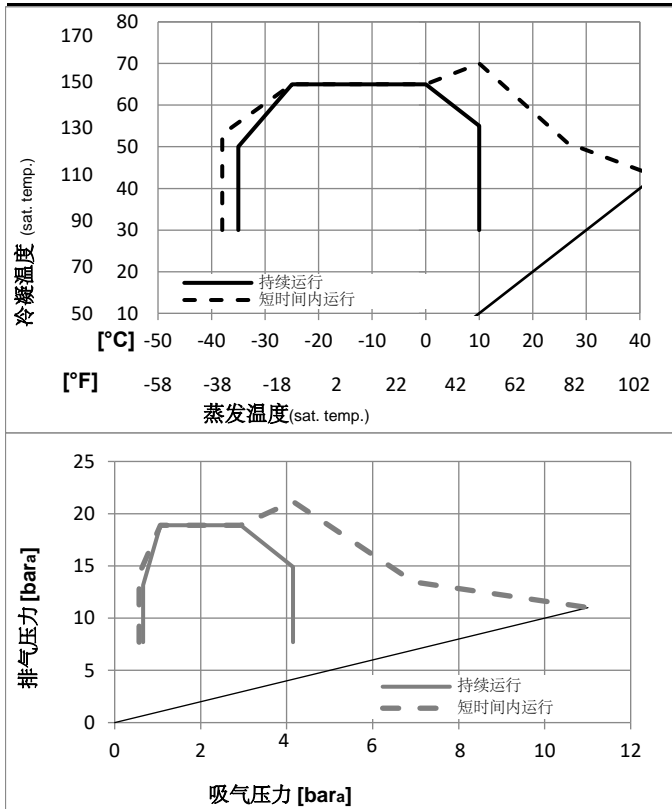 170 80
150 70
60
130 50
110 40
90 30
70 20
50 10
冷凝温度 (sat. temp.)
持续运行
短时间内运行
[°C] -50 -40 -30 -20 -10 0 10 20 30 40
[°F] -58 -38 -18 2 22 42 62 82 102
蒸发温度(sat. temp.)
25
20
15
10
5
0
排气压力 [bara]
持续运行
短时间内运行
0 2 4 6 8 10 12
吸气压力 [bara]